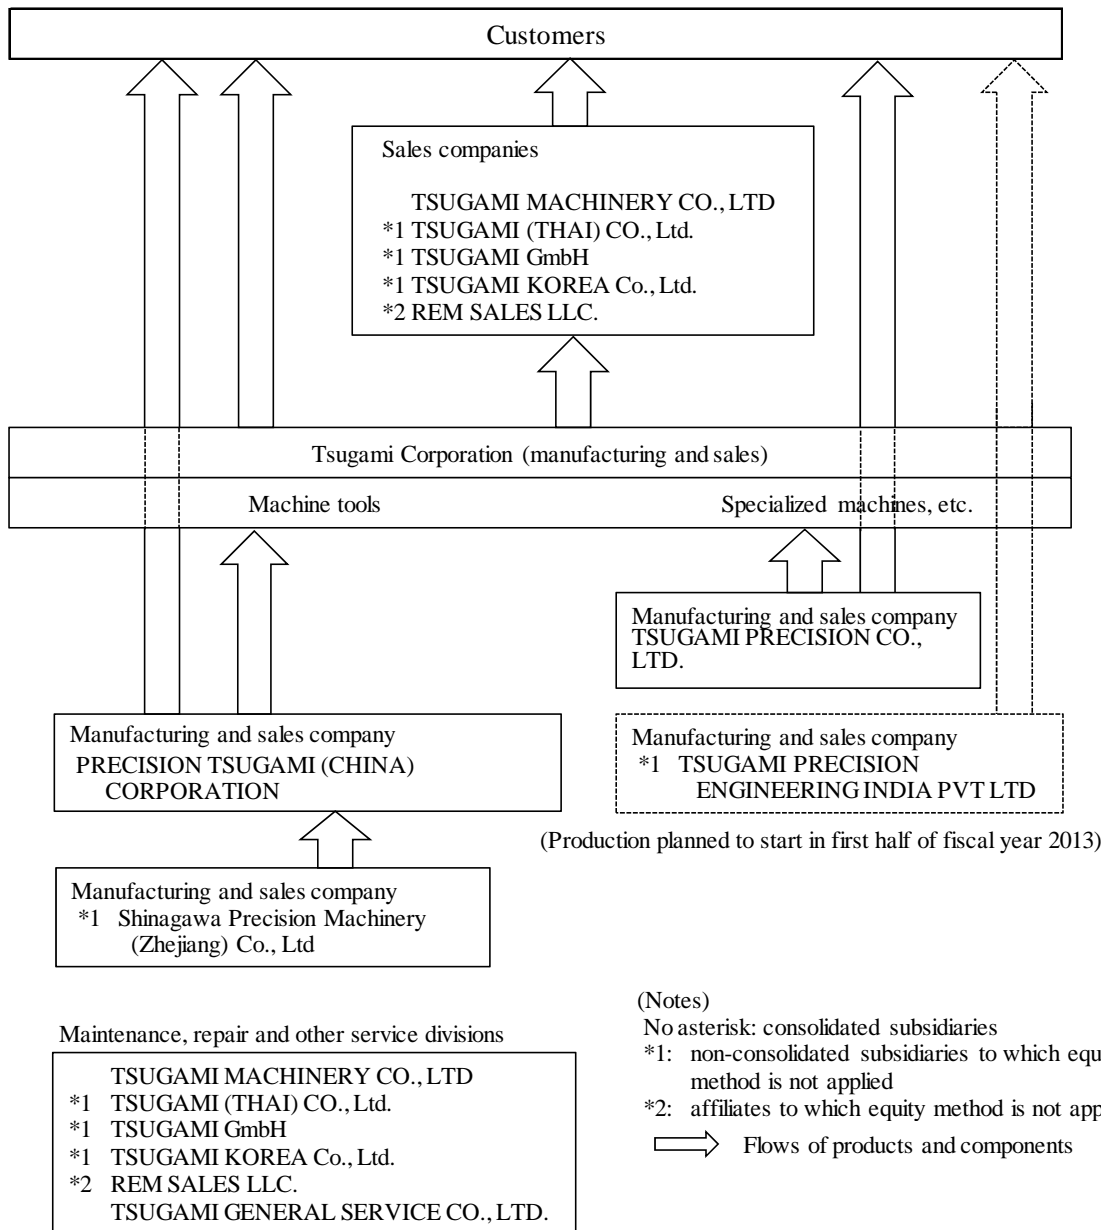 Customers
Sales companies
TSUGAMI MACHINERY CO., LTD
*1 TSUGAMI (THAI) CO., Ltd.
*1 TSUGAMI GmbH
*1 TSUGAMI KOREA Co., Ltd.
*2 REM SALES LLC.
Tsugami Corporation (manufacturing and sales)
Machine tools
Specialized machines, etc.
Manufacturing and sales company
TSUGAMI PRECISION CO.,
LTD.
Manufacturing and sales company
PRECISION TSUGAMI (CHINA)
CORPORATION
Manufacturing and sales company
*1 TSUGAMI PRECISION
ENGINEERING INDIA PVT LTD
(Production planned to start in first half of fiscal year 2013)
Manufacturing and sales company
*1 Shinagawa Precision Machinery
(Zhejiang) Co., Ltd
Maintenance, repair and other service divisions
TSUGAMI MACHINERY CO., LTD
*1 TSUGAMI (THAI) CO., Ltd.
*1 TSUGAMI GmbH
*1 TSUGAMI KOREA Co., Ltd.
*2 REM SALES LLC.
TSUGAMI GENERAL SERVICE CO., LTD.
(Notes)
No asterisk: consolidated subsidiaries
*1: non-consolidated subsidiaries to which equ
method is not applied
*2: affiliates to which equity method is not app
Flows of products and components